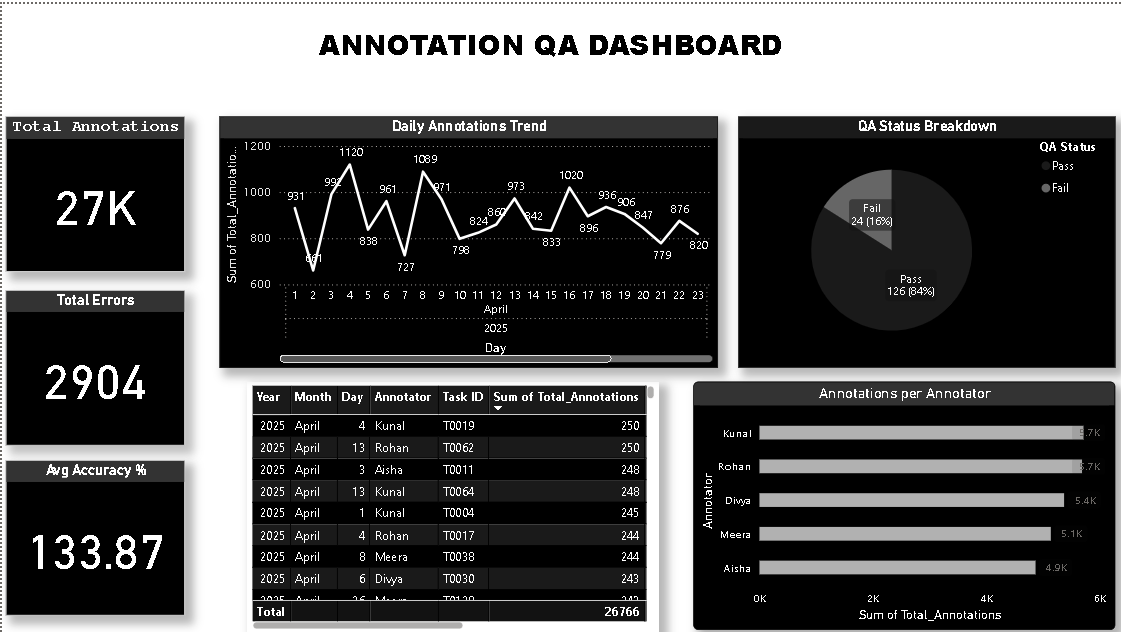 ANNOTATION QA DASHBOARD
Total Annotations
27K
Total Errors
2904
Avg Accuracy %
133.87
Daily Annotations Trend
Sum of Total_Annotatio...
1200
1000
800
600
931
661
992
1120
838
961
727
1089
971
798
824
860
973
842
833
1020
896
936
906
847
779
876
820
1 2 3 4 5 6 7 8 9 10 11 12 13 14 15 16 17 18 19 20 21 22 23
April
2025
Day
QA Status Breakdown
QA Status
Pass
Fail
Fail
24 (16%)
Pass
126 (84%)
Year Month Day Annotator Task ID Sum of Total_Annotations
2025 April 4 Kunal T0019 250
2025 April 13 Rohan T0062 250
2025 April 3 Aisha T0011 248
2025 April 13 Kunal T0064 248
2025 April 1 Kunal T0004 245
2025 April 4 Rohan T0017 244
2025 April 8 Meera T0038 244
2025 April 6 Divya T0030 243
Total 26766
Annotations per Annotator
Annotator
Kunal 5.7K
Rohan 5.7K
Divya 5.4K
Meera 5.1K
Aisha 4.9K
0K 2K 4K 6K
Sum of Total_Annotations